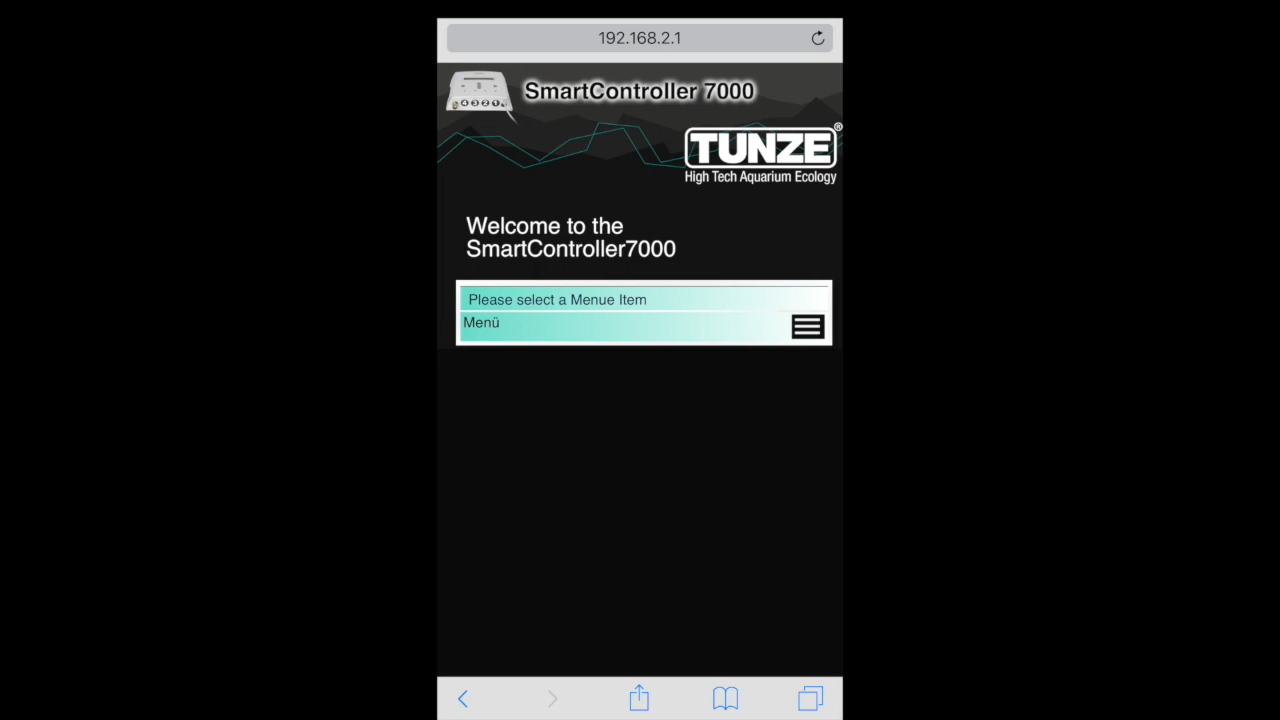 192.168.2.1
SmartController 7000
TUNZE®
High Tech Aquarium Ecology
Welcome to the
SmartController7000
Please select a Menue Item
Menü